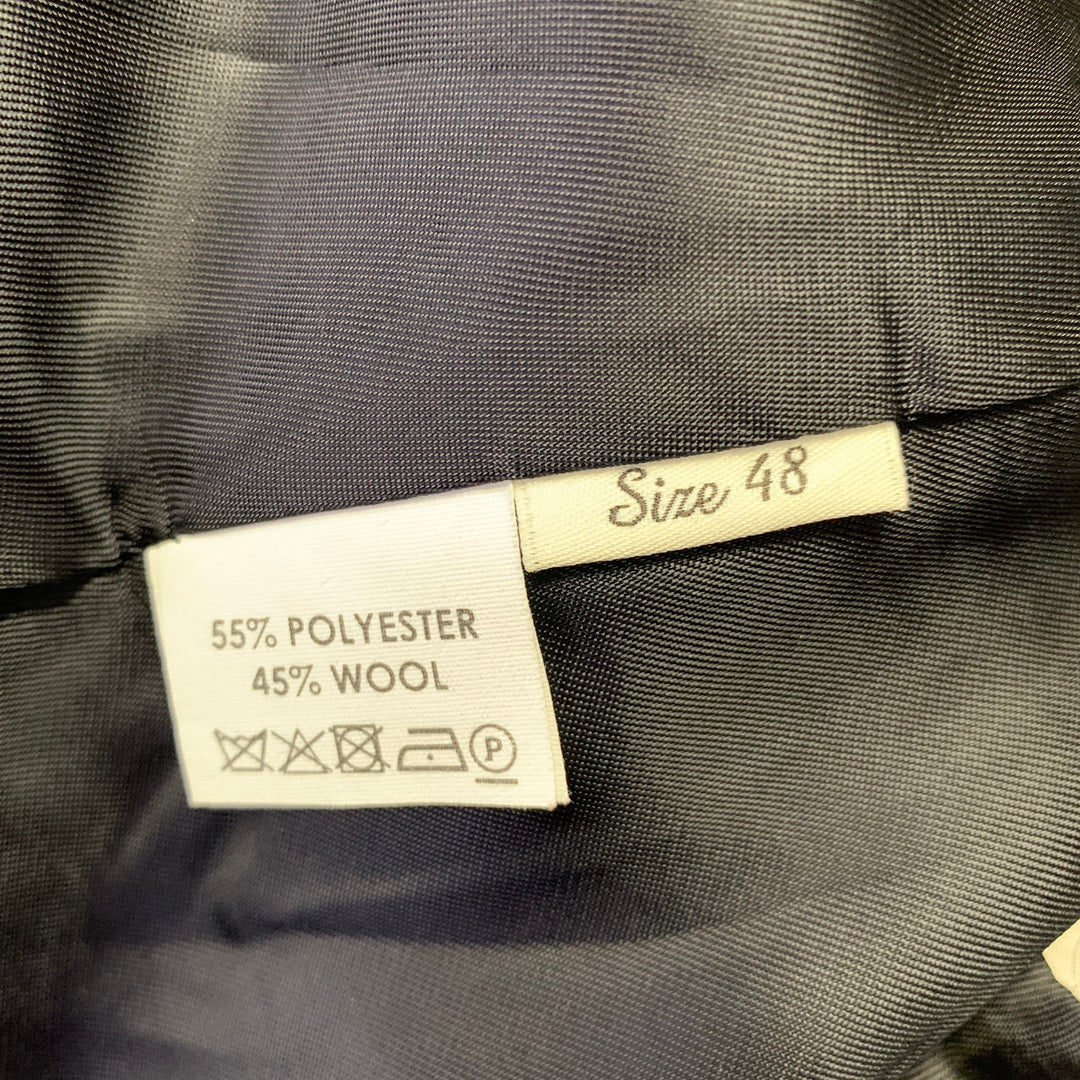 Size 48
55% POLYESTER
45% WOOL
P